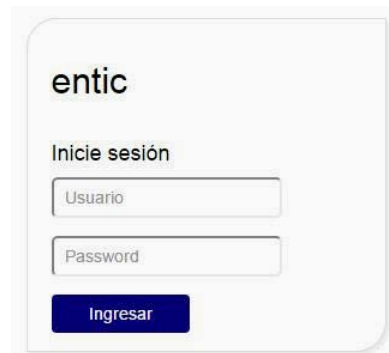 entic
Inicie sesión
Usuario
Password
Ingresar